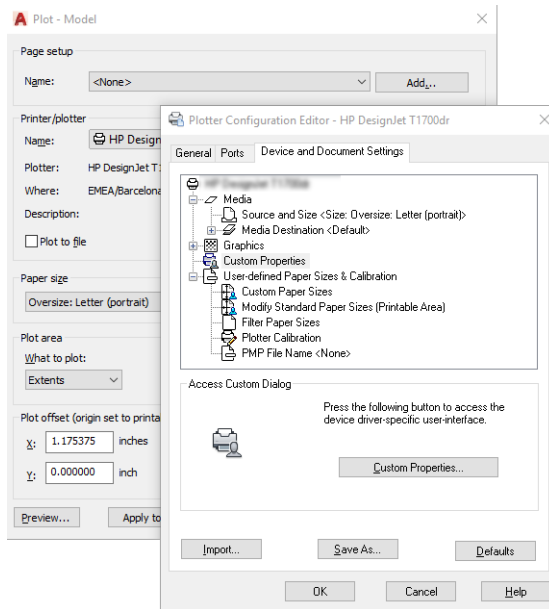 Plot - Model
Page setup
Name:
<None>
Add...
Printer/plotter
Name:
HP Design
Plotter:
HP DesignJet T
Where:
EMEA/Barcelona
Description:
Plot to file
Paper size
Oversize: Letter (portrait)
Plot area
What to plot:
Extents
Plot offset (origin set to printa
X:
1.175375
inches
Y:
0.000000
inch
Preview...
Apply to
Plotter Configuration Editor - HP DesignJet T1700dr
General
Ports
Device and Document Settings
Media
Source and Size <Size: Oversize: Letter (portrait)>
Media Destination <Default>
Graphics
Custom Properties
User-defined Paper Sizes & Calibration
Custom Paper Sizes
Modify Standard Paper Sizes (Printable Area)
Filter Paper Sizes
Plotter Calibration
PMP File Name <None>
Access Custom Dialog
Press the following button to access the
device driver-specific user-interface.
Custom Properties...
Import...
Save As...
Defaults
OK
Cancel
Help